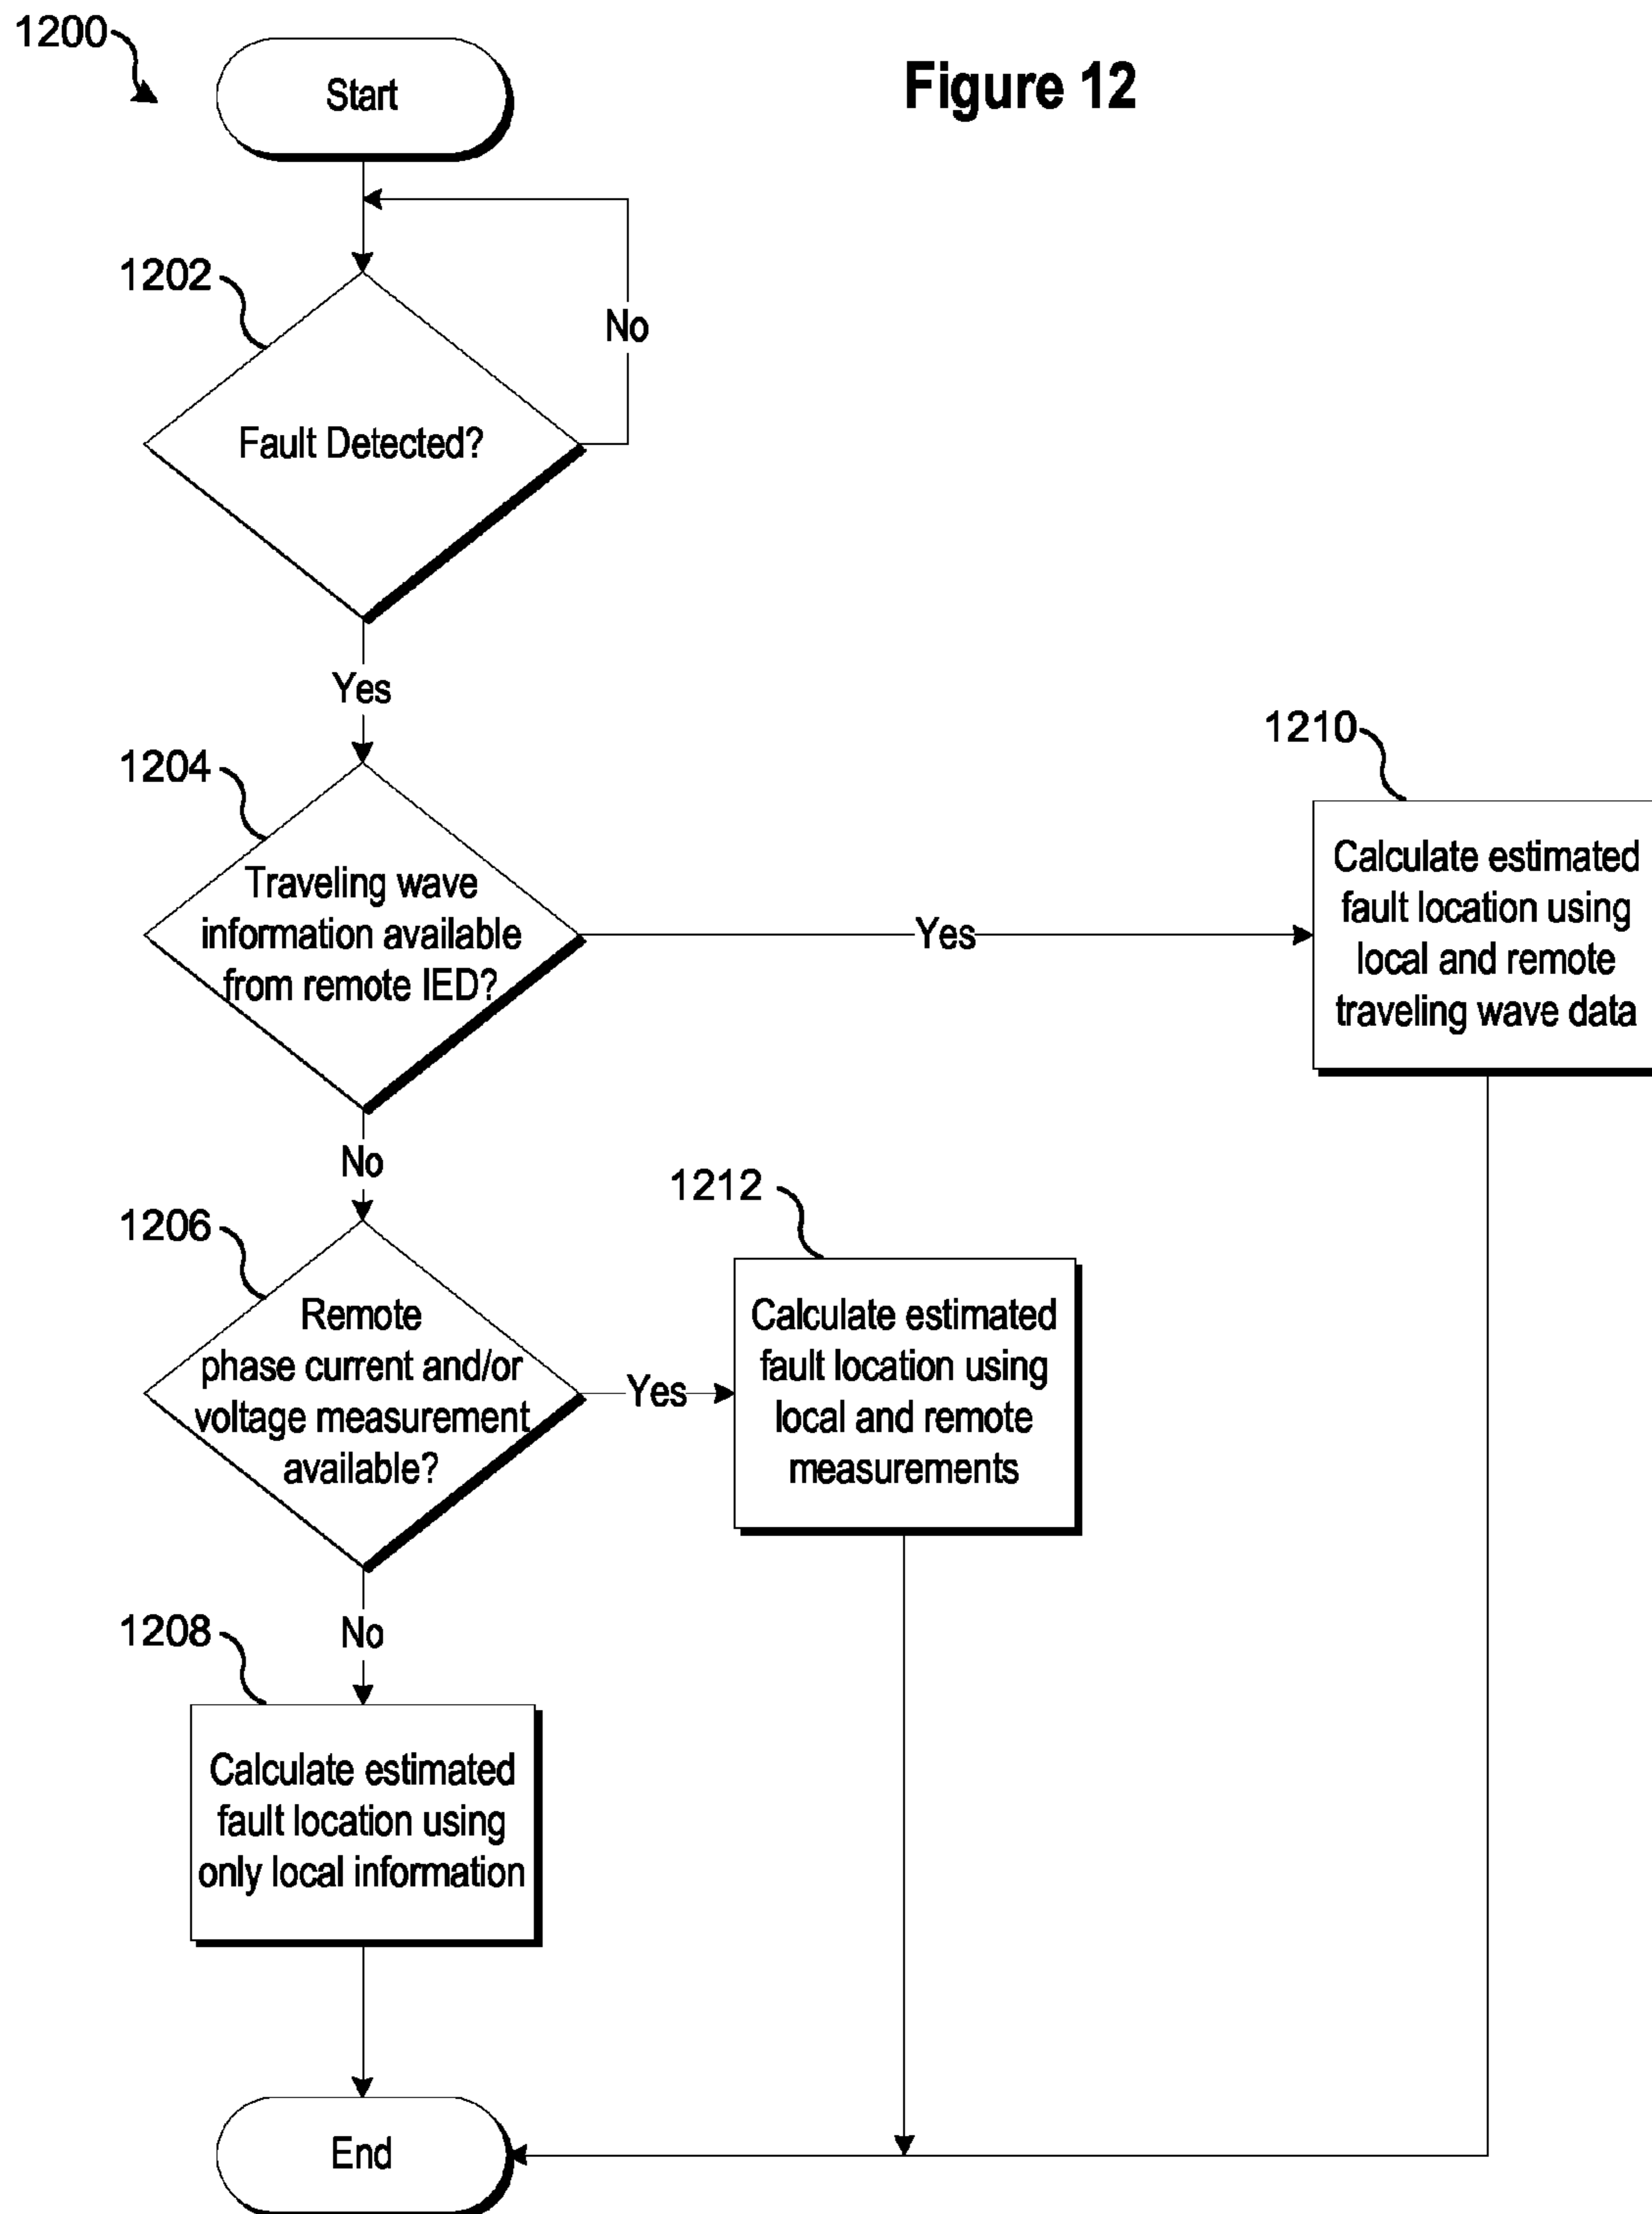 1200
Start
Figure 12
1202
No
Fault Detected?
Yes
1204
Traveling wave
information available
from remote IED?
Yes
1210
Calculate estimated
fault location using
local and remote
traveling wave data
No
1206
Remote
phase current and/or
voltage measurement
available?
Yes
1212
Calculate estimated
fault location using
local and remote
measurements
No
1208
Calculate estimated
fault location using
only local information
End